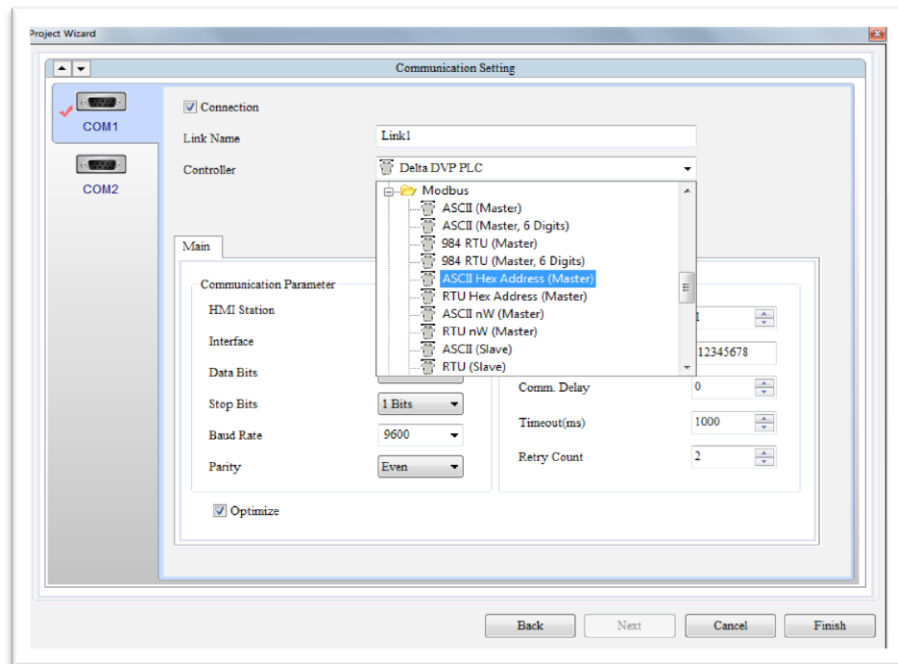 Project Wizard
Communication Setting
COM1
COM2
Connection
Link Name
Link1
Controller
Delta DVP PLC
Modbus
ASCII (Master)
ASCII (Master, 6 Digits)
984 RTU (Master)
984 RTU (Master, 6 Digits)
ASCII Hex Address (Master)
RTU Hex Address (Master)
ASCII nW (Master)
RTU nW (Master)
ASCII (Slave)
RTU (Slave)
Main
Communication Parameter
HMI Station
Interface
Data Bits
Stop Bits
1 Bits
Baud Rate
9600
Parity
Even
1
12345678
Comm. Delay
0
Timeout(ms)
1000
Retry Count
2
Optimize
Back
Next
Cancel
Finish